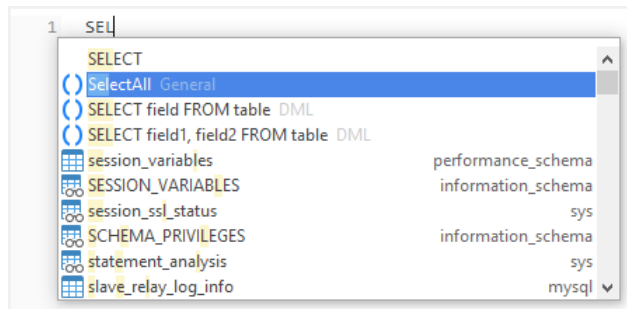 1 SEL
SELECT
SelectAll General
SELECT field FROM table DML
SELECT field1, field2 FROM table DML
session_variables performance_schema
SESSION_VARIABLES information_schema
session_ssl_status sys
SCHEMA_PRIVILEGES information_schema
statement_analysis sys
slave_relay_log_info mysql